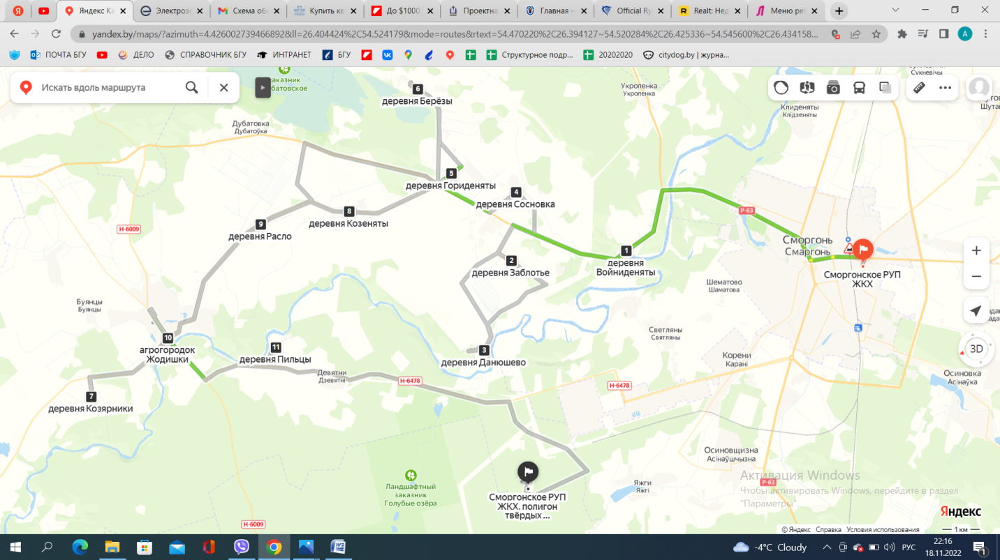 Яндекс Ка
Электроэ
Схема об
Купить кв
До $1000
Проектна
Главная –
Official Ry
Realt: Нед
Меню ре
yandex.by/maps/?azimuth=4.426002739466892&ll=26.404424%2C54.524179&mode=routes&rtext=54.470220%2C26.394127~54.520284%2C26.425336~54.545600%2C26.434158...
ПОЧТА БГУ
ДЕЛО
СПРАВОЧНИК БГУ
ИНТРАНЕТ
БГУ
Структурное подр...
20202020
citydog.by | журна...
Искать вдоль маршрута
заказник
батовское
6
деревня Берёзы
Укропенка
Укропенка
Сукневичы
Клиденяты
Клідзеняты
Шутан
Дубатовка
Дубатоўка
5
деревня Гориденяты
4
деревня Сосновка
8
деревня Козеняты
9
деревня Расло
Н-6009
Р-63
Сморгонь
Смаргонь
1
деревня
Войниденяты
2
деревня Заблотье
Сморгонское РУП
ЖКХ
Шематово
Шаматова
Буянцы
Буянцы
Светляны
Святляны
10
агрогородок
Жодишки
11
деревня Пильцы
3
деревня Данюшево
Девятни
Дзевятні
Корени
Карані
Н-6478
Н-6478
3D
Осиновка
Асінаўка
7
деревня Козярники
Осиновщизна
Асінаўшчызна
Ландшафтный
заказник
Голубые озёра
Сморгонское РУП
ЖКХ, полигон
твёрдых ...
Яжги
Яжгі
Р-63
Активация Windows
Чтобы активировать Windows, перейдите в раздел
"Параметры"
Н-6009
Яндекс
© Яндекс Справка Условия использования
1 км
-4°C Cloudy
РУС
22:16
18.11.2022
1